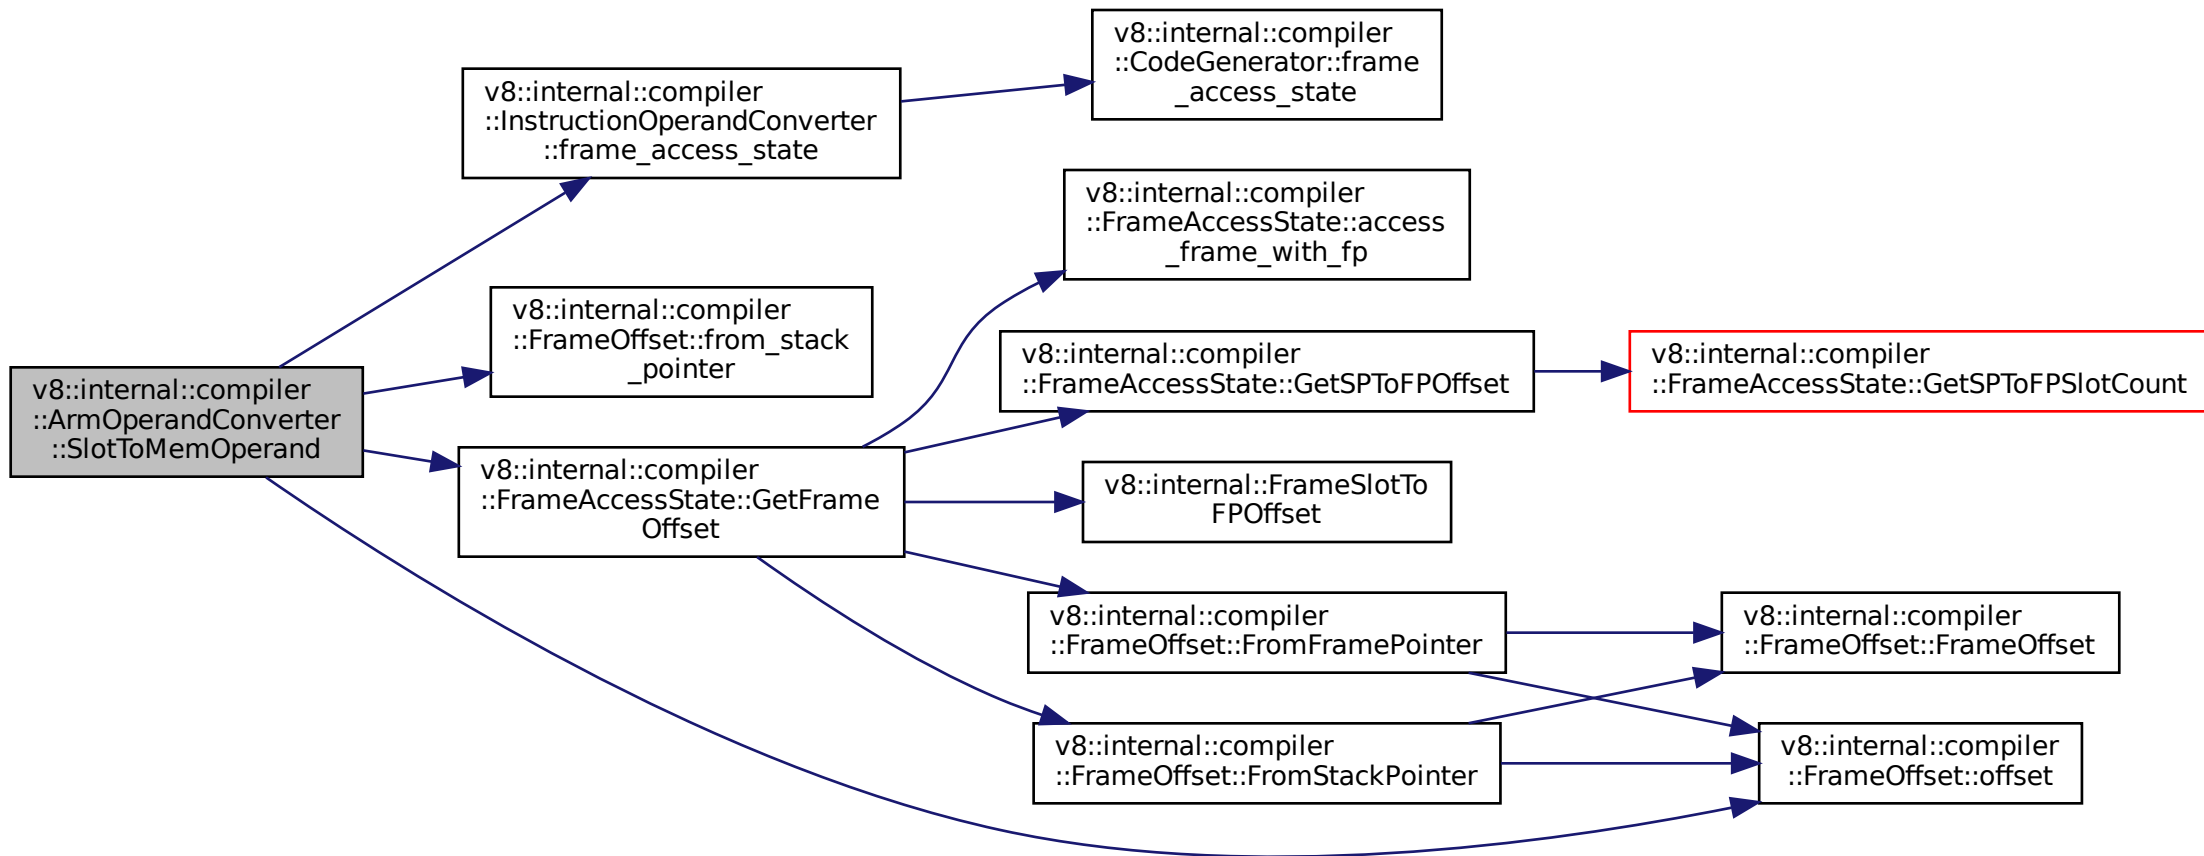 v8::internal::compiler
::ArmOperandConverter
::SlotToMemOperand
v8::internal::compiler
::InstructionOperandConverter
::frame_access_state
v8::internal::compiler
::CodeGenerator::frame
_access_state
v8::internal::compiler
::FrameOffset::from_stack
_pointer
v8::internal::compiler
::FrameAccessState::GetFrame
Offset
v8::internal::compiler
::FrameAccessState::access
_frame_with_fp
v8::internal::compiler
::FrameAccessState::GetSPToFPOffset
v8::internal::compiler
::FrameAccessState::GetSPToFPSlotCount
v8::internal::FrameSlotTo
FPOffset
v8::internal::compiler
::FrameOffset::FromFramePointer
v8::internal::compiler
::FrameOffset::FrameOffset
v8::internal::compiler
::FrameOffset::FromStackPointer
v8::internal::compiler
::FrameOffset::offset